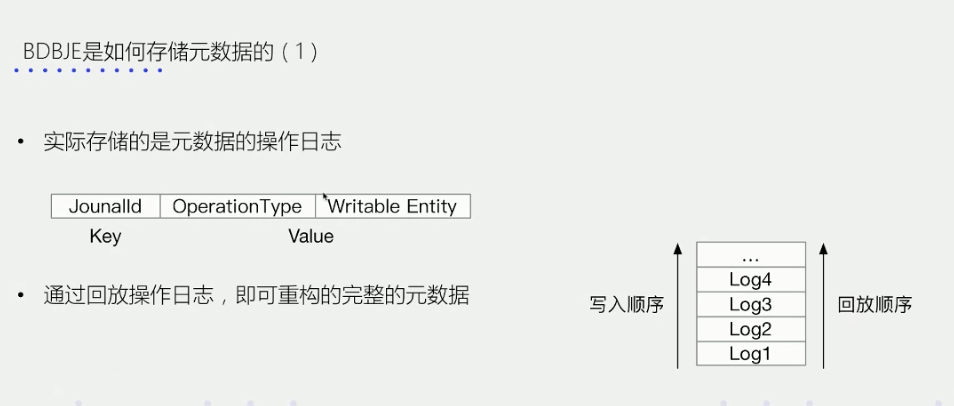 BDBJE是如何存储元数据的（1）
• 实际存储的是元数据的操作日志
JounalId OperationType Writable Entity
Key Value
• 通过回放操作日志，即可重构的完整的元数据
...
Log4
写入顺序 Log3 回放顺序
Log2
Log1